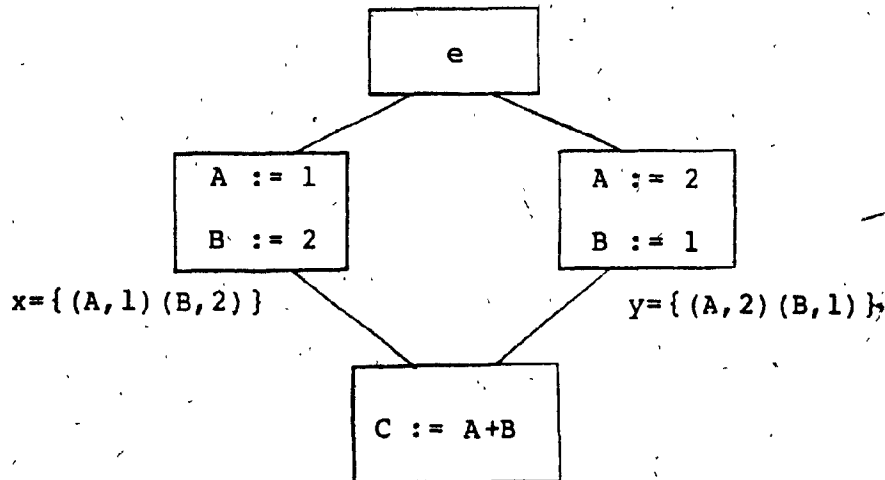 e
A := 1
B := 2
A := 2
B := 1
x={(A,1)(B,2)}
y={(A,2)(B,1)},
C := A+B